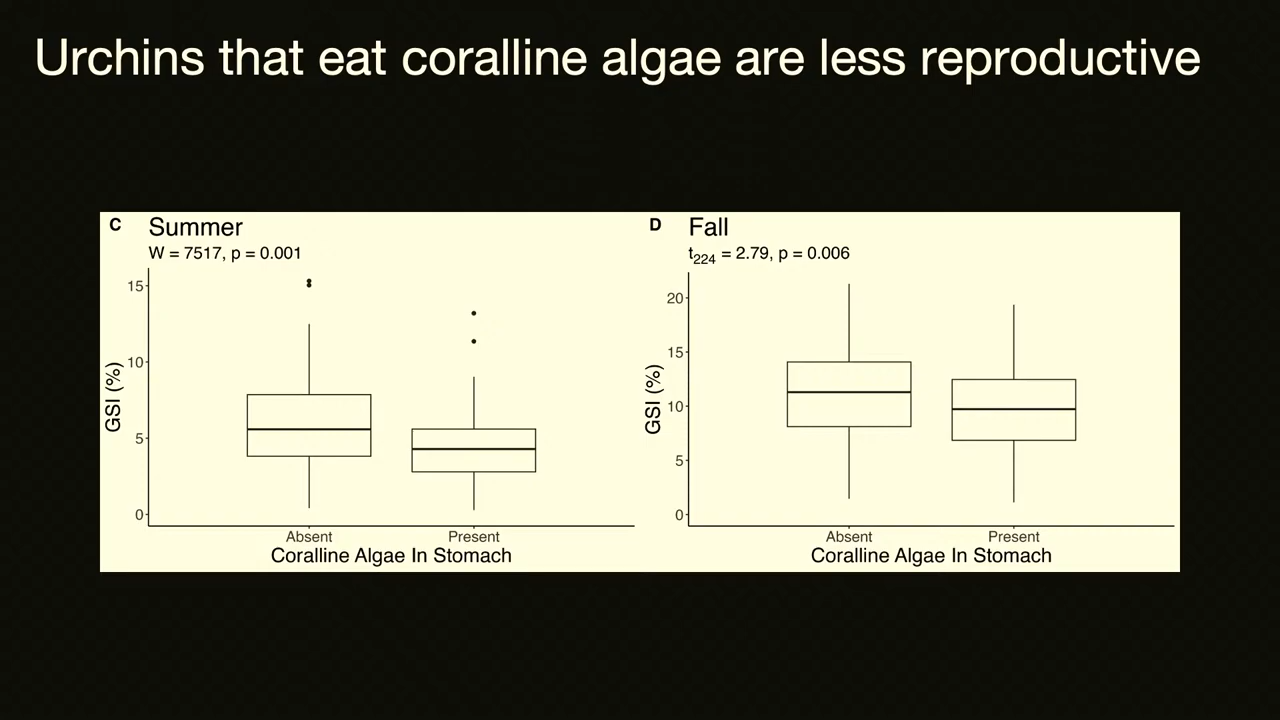 Urchins that eat coralline algae are less reproductive
C Summer
W = 7517, p = 0.001
15
10
5
0
GSI (%)
Absent Present
Coralline Algae In Stomach
D Fall
t224 = 2.79, p = 0.006
20
15
10
5
0
GSI (%)
Absent Present
Coralline Algae In Stomach